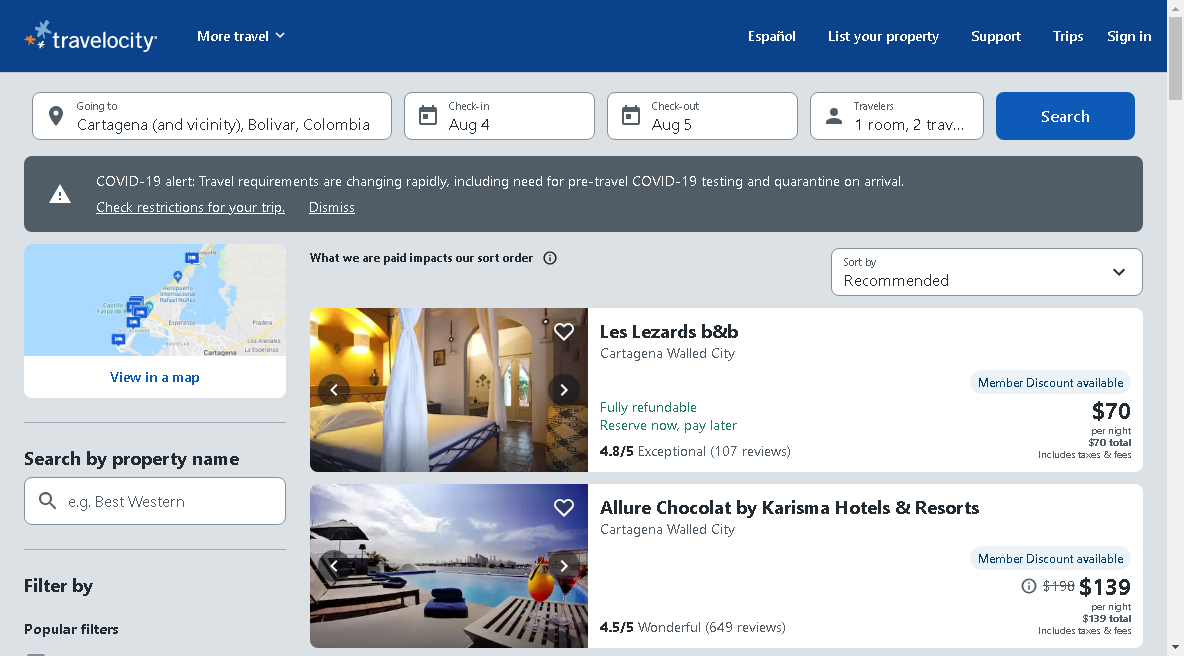 travelocity
More travel
Español
List your property
Support
Trips
Sign in
Going to
Cartagena (and vicinity), Bolivar, Colombia
Check-in
Aug 4
Check-out
Aug 5
Travelers
1 room, 2 trav...
Search
COVID-19 alert: Travel requirements are changing rapidly, including need for pre-travel COVID-19 testing and quarantine on arrival.
Check restrictions for your trip.
Dismiss
Aeropuerto
Internacional
Rafael Núñez
Esperanza
Pradera
Los Arenales
La Esperanza
Cartagena
View in a map
What we are paid impacts our sort order
Sort by
Recommended
Les Lezards b&b
Cartagena Walled City
Member Discount available
Fully refundable
Reserve now, pay later
$70
per night
$70 total
4.8/5 Exceptional (107 reviews)
Includes taxes & fees
Search by property name
e.g. Best Western
Allure Chocolat by Karisma Hotels & Resorts
Cartagena Walled City
Member Discount available
$198 $139
per night
$139 total
4.5/5 Wonderful (649 reviews)
Includes taxes & fees
Filter by
Popular filters